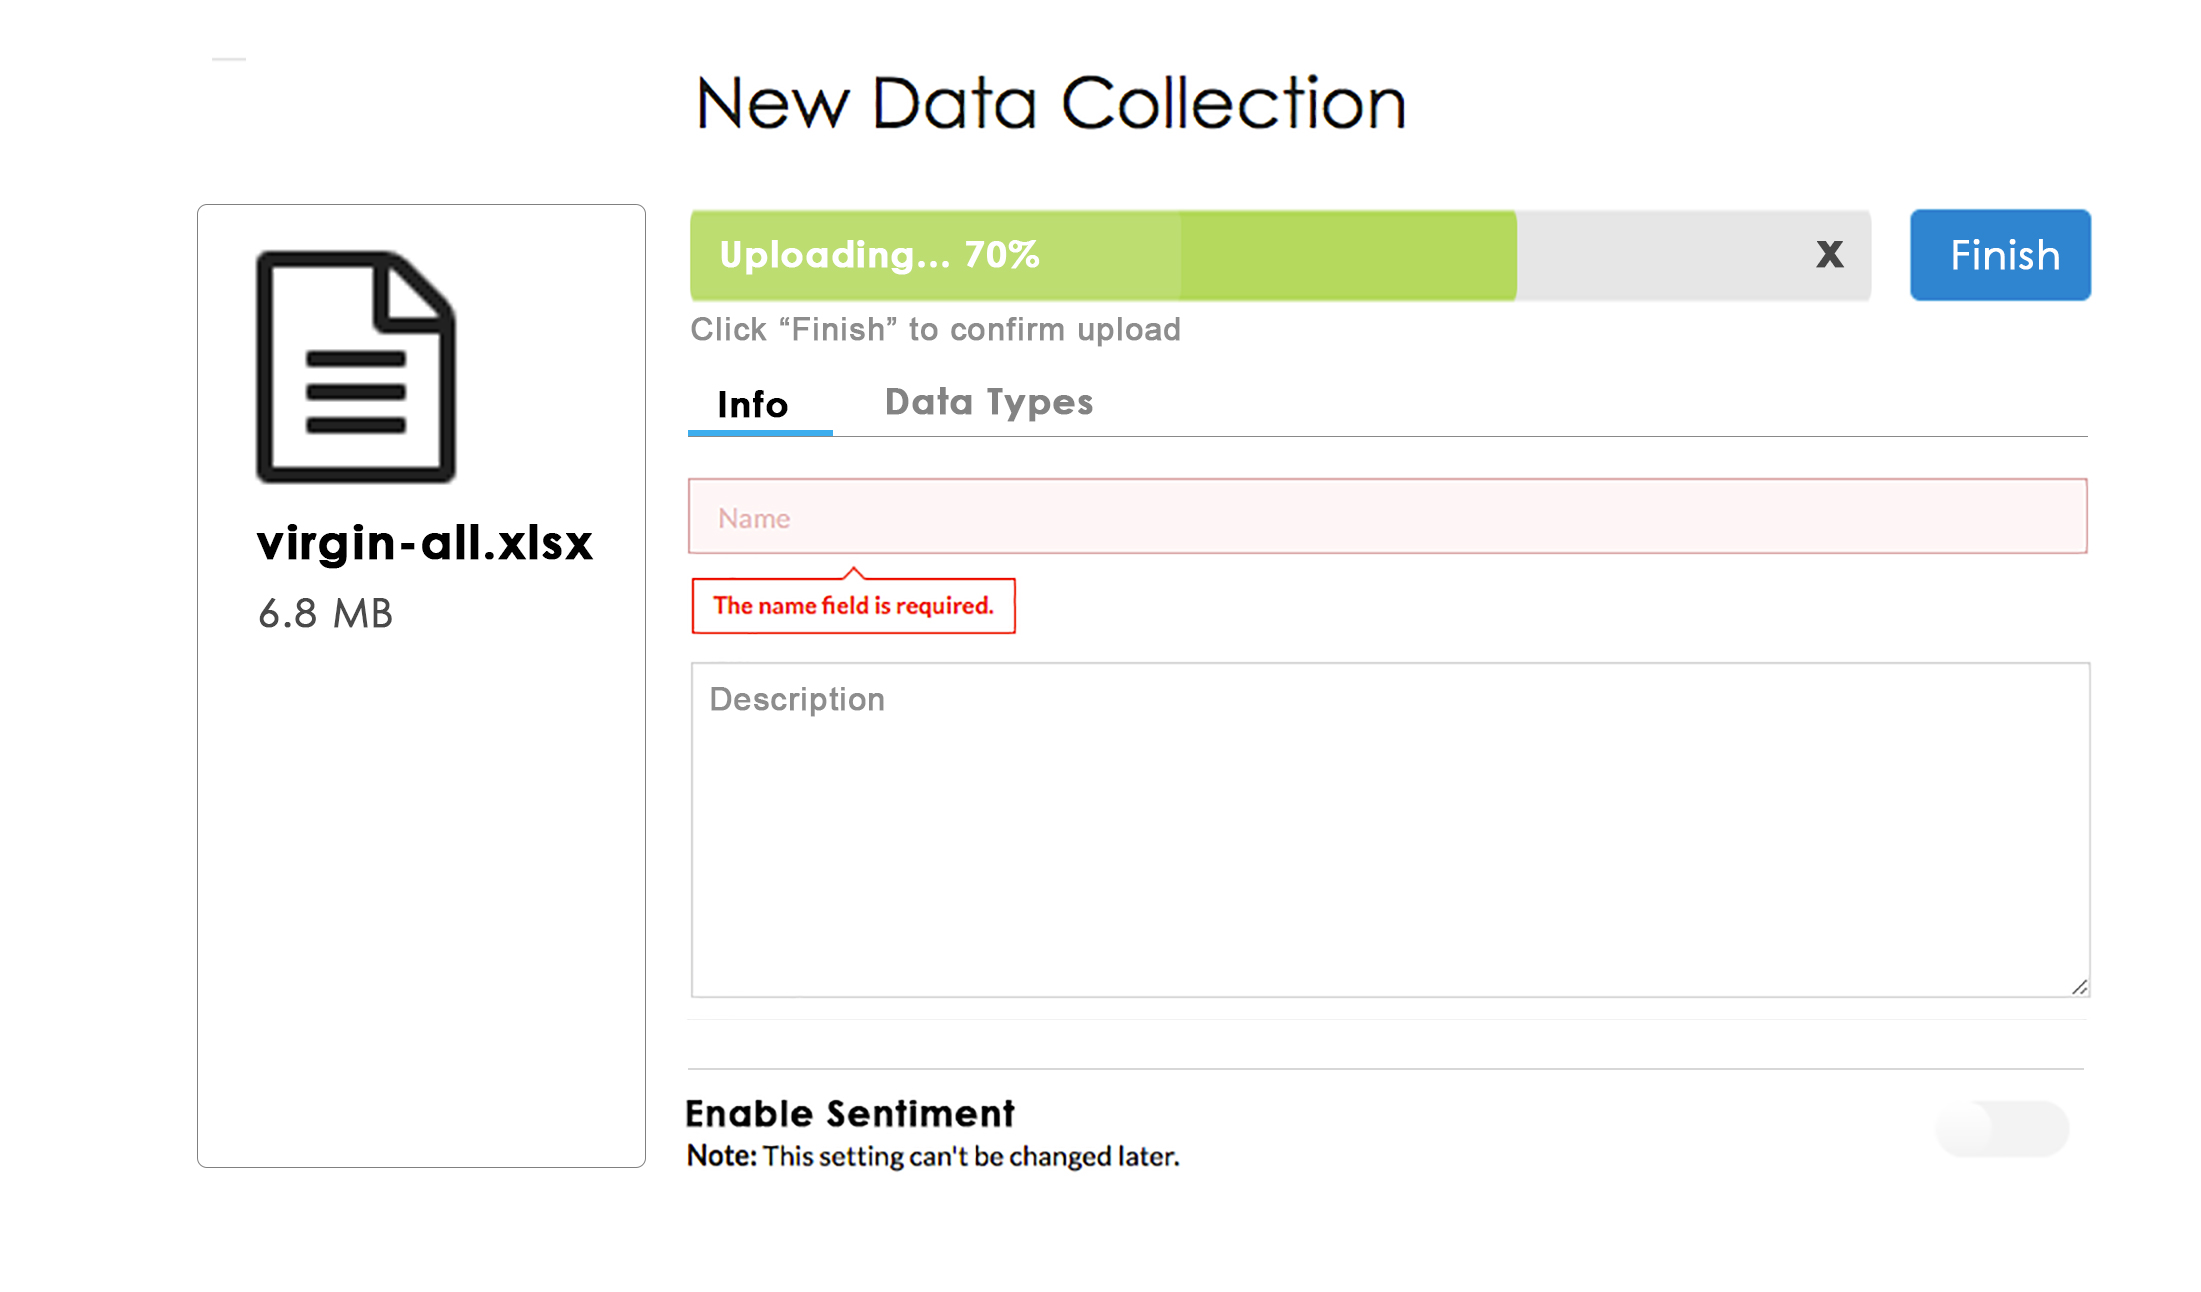 New Data Collection
Uploading... 70%
X
Finish
Click “Finish” to confirm upload
Info
Data Types
virgin-all.xlsx
6.8 MB
Name
The name field is required.
Description
Enable Sentiment
Note: This setting can't be changed later.